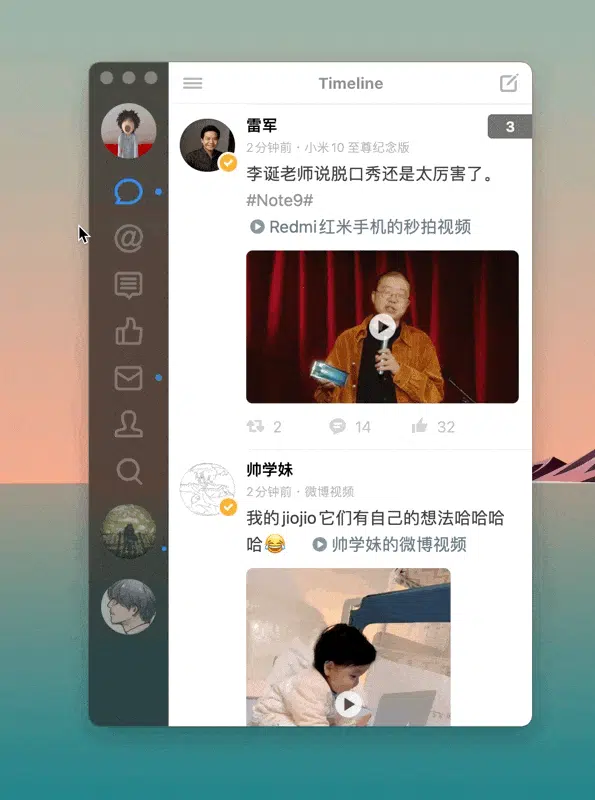 Timeline
雷军
3
2分钟前・小米10 至尊纪念版
李诞老师说脱口秀还是太厉害了。
#Note9#
Redmi红米手机的秒拍视频
2 14 32
帅学妹
2分钟前・微博视频
我的jiojio它们有自己的想法哈哈哈
哈😂 帅学妹的微博视频